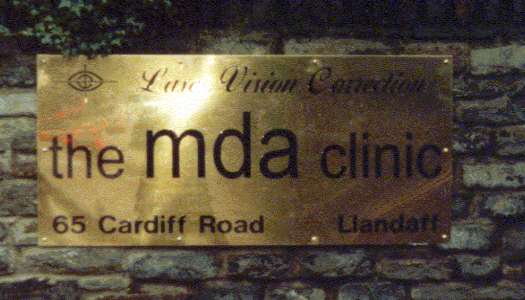 Laser Vision Correction
the mda clinic
65 Cardiff Road Llandaff